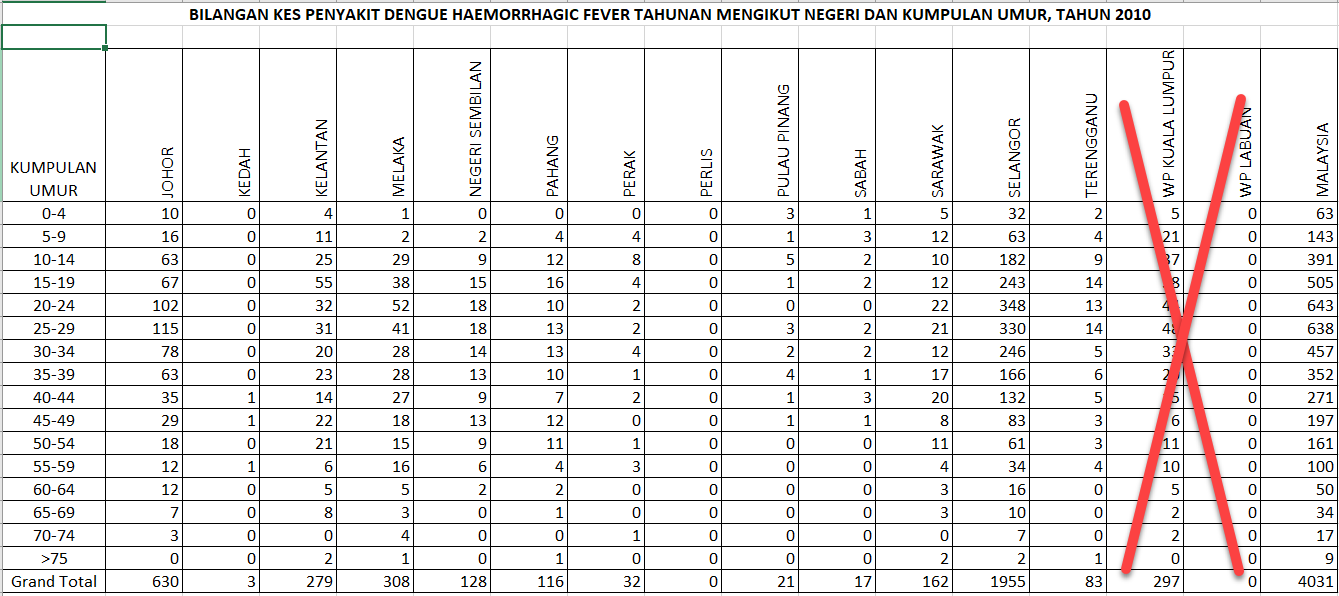 BILANGAN KES PENYAKIT DENGUE HAEMORRHAGIC FEVER TAHUNAN MENGIKUT NEGERI DAN KUMPULAN UMUR, TAHUN 2010
KUMPULAN UMUR JOHOR KEDAH KELANTAN MELAKA NEGERI SEMBILAN PAHANG PERAK PERLIS PULAU PINANG SABAH SARAWAK SELANGOR TERENGGANU WP KUALA LUMPUR WP LABUAN MALAYSIA
0-4 10 0 4 1 0 0 0 0 3 1 5 32 2 5 0 63
5-9 16 0 11 2 2 4 4 0 1 3 12 63 4 21 0 143
10-14 63 0 25 29 9 12 8 0 5 2 10 182 9 37 0 391
15-19 67 0 55 38 15 16 4 0 1 2 12 243 14 0 505
20-24 102 0 32 52 18 10 2 0 0 0 22 348 13 0 643
25-29 115 0 31 41 18 13 2 0 3 2 21 330 14 48 0 638
30-34 78 0 20 28 14 13 4 0 2 2 12 246 5 33 0 457
35-39 63 0 23 28 13 10 1 0 4 1 17 166 6 20 0 352
40-44 35 1 14 27 9 7 2 0 1 3 20 132 5 0 271
45-49 29 1 22 18 13 12 0 0 1 1 8 83 3 6 0 197
50-54 18 0 21 15 9 11 1 0 0 0 11 61 3 11 0 161
55-59 12 1 6 16 6 4 3 0 0 0 4 34 4 10 0 100
60-64 12 0 5 5 2 2 0 0 0 0 3 16 0 5 0 50
65-69 7 0 8 3 0 1 0 0 0 0 3 10 0 2 0 34
70-74 3 0 0 4 0 0 1 0 0 0 0 7 0 2 0 17
>75 0 0 2 1 0 1 0 0 0 0 2 2 1 0 0 9
Grand Total 630 3 279 308 128 116 32 0 21 17 162 1955 83 297 0 4031